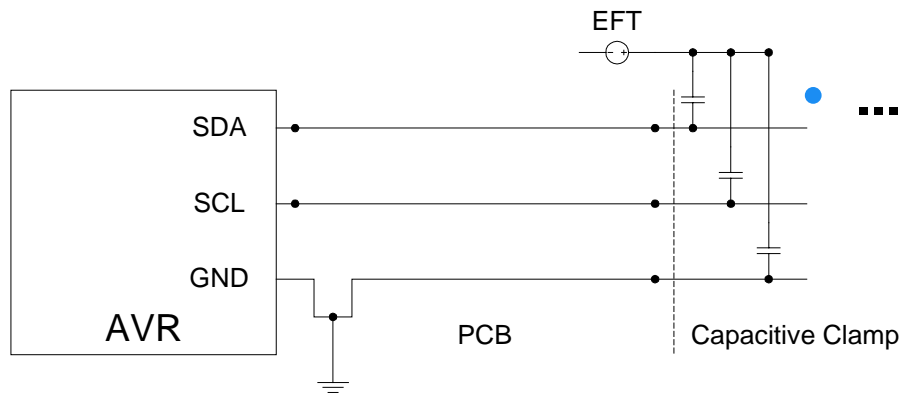 EFT
SDA
SCL
GND
AVR
PCB
Capacitive Clamp